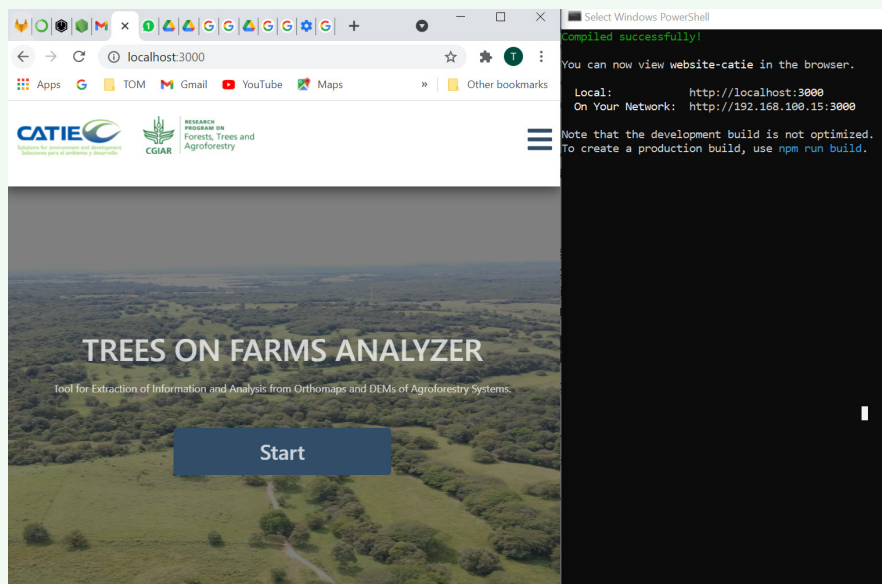 localhost:3000
Apps TOM Gmail YouTube Maps » Other bookmarks
CATIE
Solutions for environment and development
Soluciones para el ambiente y desarrollo
CGIAR
RESEARCH
PROGRAM ON
Forests, Trees and
Agroforestry
TREES ON FARMS ANALYZER
Tool for Extraction of Information and Analysis from Orthomaps and DEMs of Agroforestry Systems.
Start
Select Windows PowerShell
Compiled successfully!
You can now view website-catie in the browser.
Local: http://localhost:3000
On Your Network: http://192.168.100.15:3000
Note that the development build is not optimized.
To create a production build, use npm run build.